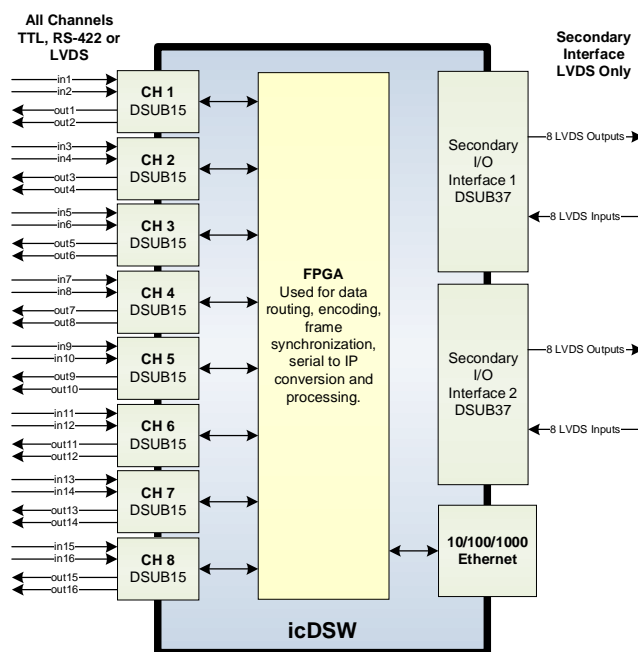 All Channels
TTL, RS-422 or
LVDS
Secondary
Interface
LVDS Only
in1
in2
out1
out2
CH 1
DSUB15
in3
in4
out3
out4
CH 2
DSUB15
in5
in6
out5
out6
CH 3
DSUB15
in7
in8
out7
out8
CH 4
DSUB15
in9
in10
out9
out10
CH 5
DSUB15
in11
in12
out11
out12
CH 6
DSUB15
in13
in14
out13
out14
CH 7
DSUB15
in15
in16
out15
out16
CH 8
DSUB15
FPGA
Used for data
routing, encoding,
frame
synchronization,
serial to IP
conversion and
processing.
Secondary
I/O
Interface 1
DSUB37
8 LVDS Outputs
8 LVDS Inputs
Secondary
I/O
Interface 2
DSUB37
8 LVDS Outputs
8 LVDS Inputs
10/100/1000
Ethernet
icDSW